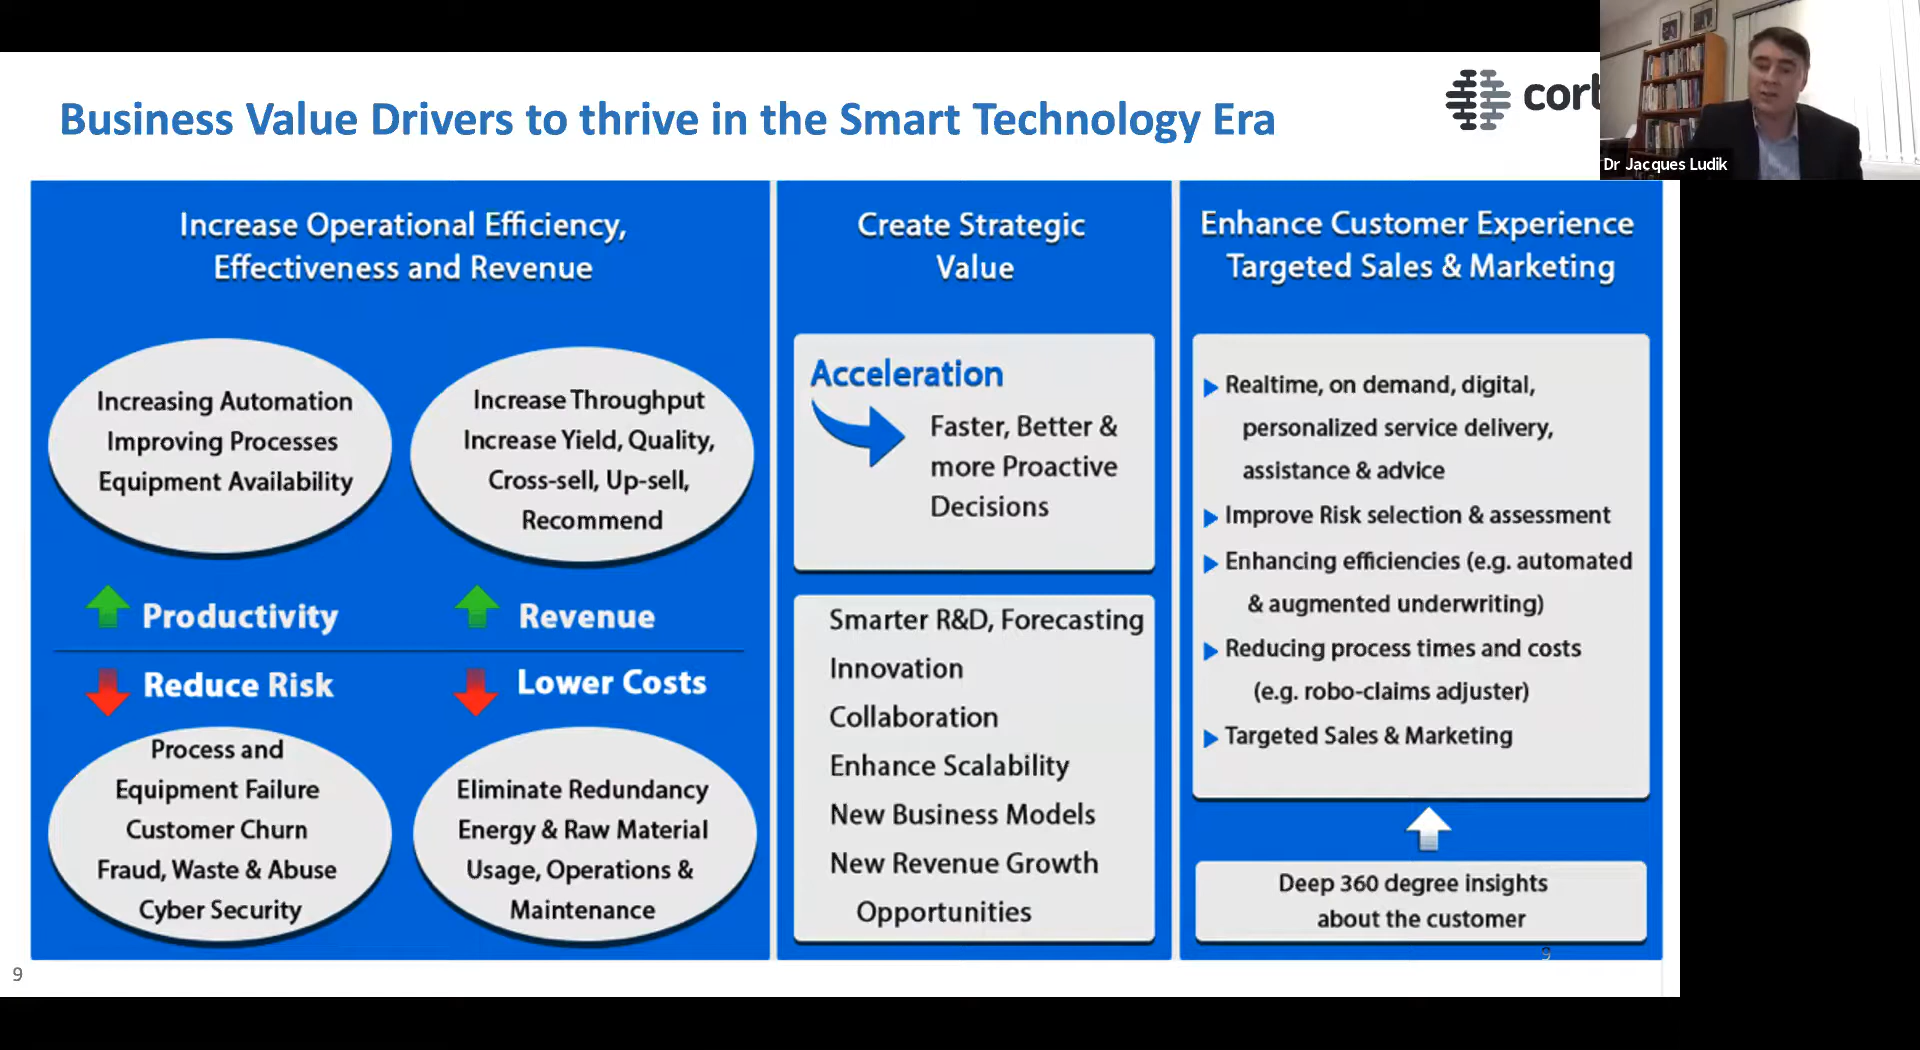 Business Value Drivers to thrive in the Smart Technology Era
Dr Jacques Ludik
Increase Operational Efficiency,
Effectiveness and Revenue
Increasing Automation
Improving Processes
Equipment Availability
Increase Throughput
Increase Yield, Quality,
Cross-sell, Up-sell,
Recommend
Productivity
Revenue
Reduce Risk
Lower Costs
Process and
Equipment Failure
Customer Churn
Fraud, Waste & Abuse
Cyber Security
Eliminate Redundancy
Energy & Raw Material
Usage, Operations &
Maintenance
Create Strategic
Value
Acceleration
Faster, Better &
more Proactive
Decisions
Smarter R&D, Forecasting
Innovation
Collaboration
Enhance Scalability
New Business Models
New Revenue Growth
Opportunities
Enhance Customer Experience
Targeted Sales & Marketing
Realtime, on demand, digital,
personalized service delivery,
assistance & advice
Improve Risk selection & assessment
Enhancing efficiencies (e.g. automated
& augmented underwriting)
Reducing process times and costs
(e.g. robo-claims adjuster)
Targeted Sales & Marketing
Deep 360 degree insights
about the customer
9
9